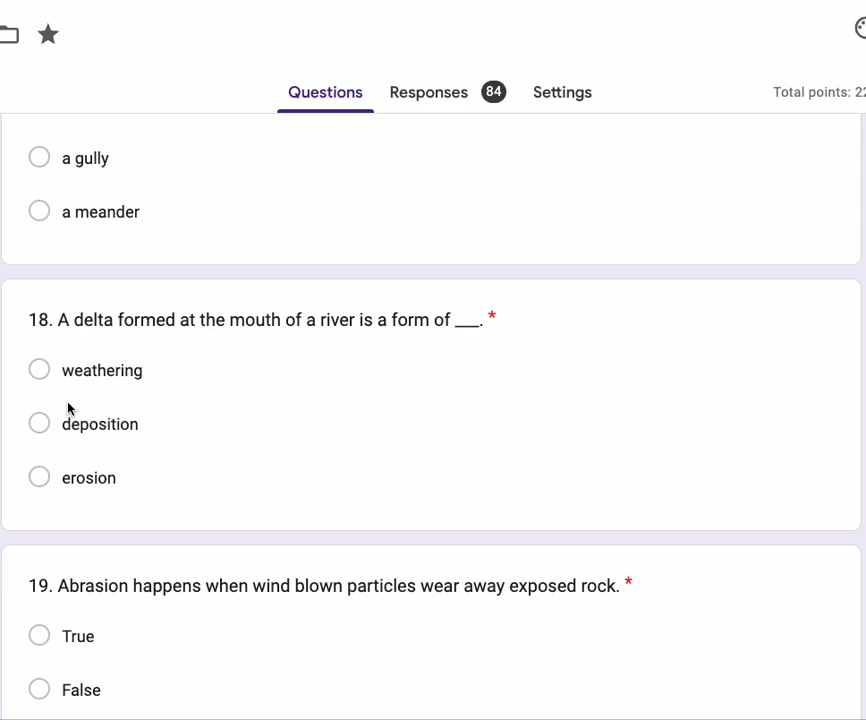 Questions Responses 84 Settings Total points: 22
a gully
a meander
18. A delta formed at the mouth of a river is a form of ___. *
weathering
deposition
erosion
19. Abrasion happens when wind blown particles wear away exposed rock. *
True
False